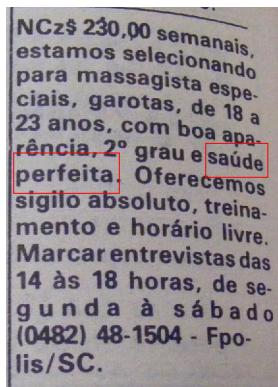 NCz$ 230,00 semanais,
estamos selecionando
para massagista espe-
ciais, garotas, de 18 a
23 anos, com boa apa-
rência, 2º grau e saúde
perfeita. Oferecemos
sigilo absoluto, treina-
mento e horário livre.
Marcar entrevistas das
14 às 18 horas, de se-
gunda à sábado
(0482) 48-1504 - Fpo-
lis/SC.